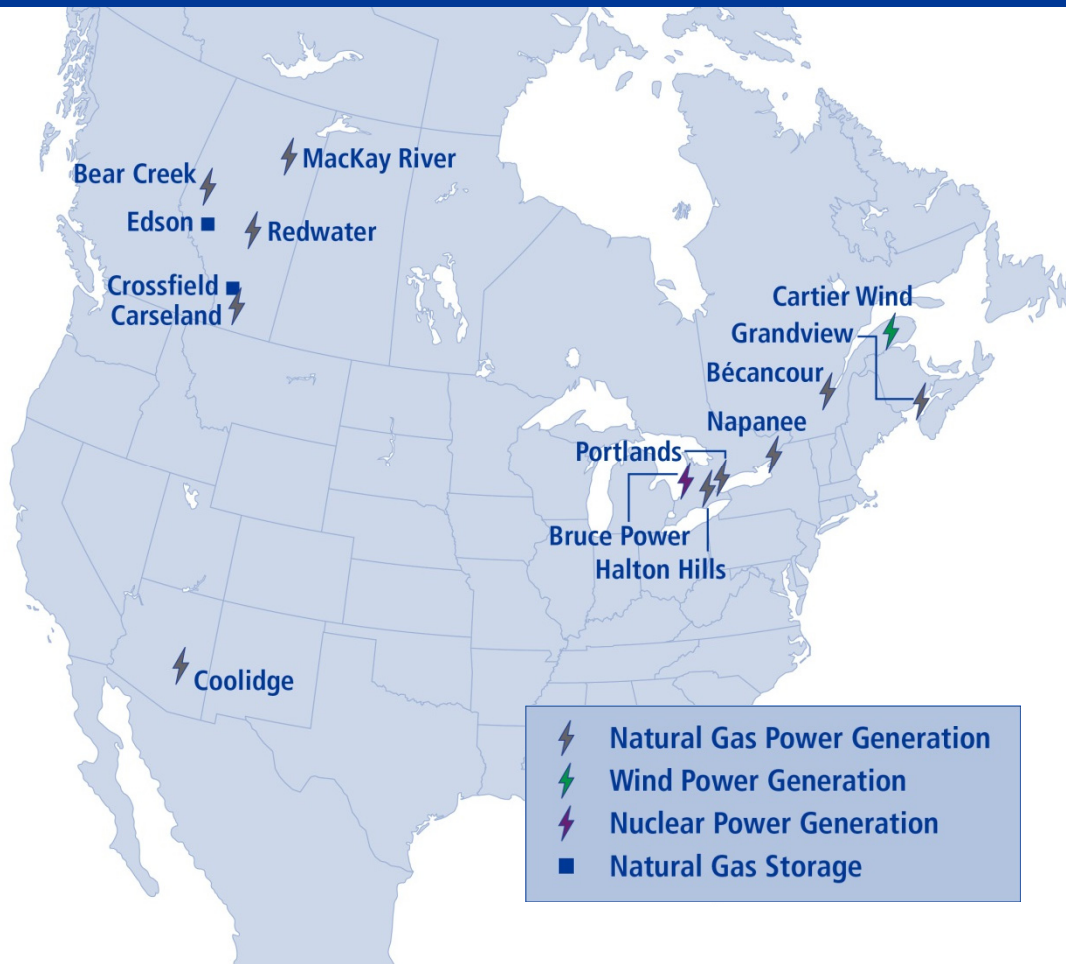 MacKay River
Bear Creek
Edson
Redwater
Crossfield
Carseland
Cartier Wind
Grandview
Bécancour
Napanee
Portlands
Bruce Power
Halton Hills
Coolidge
Natural Gas Power Generation
Wind Power Generation
Nuclear Power Generation
Natural Gas Storage